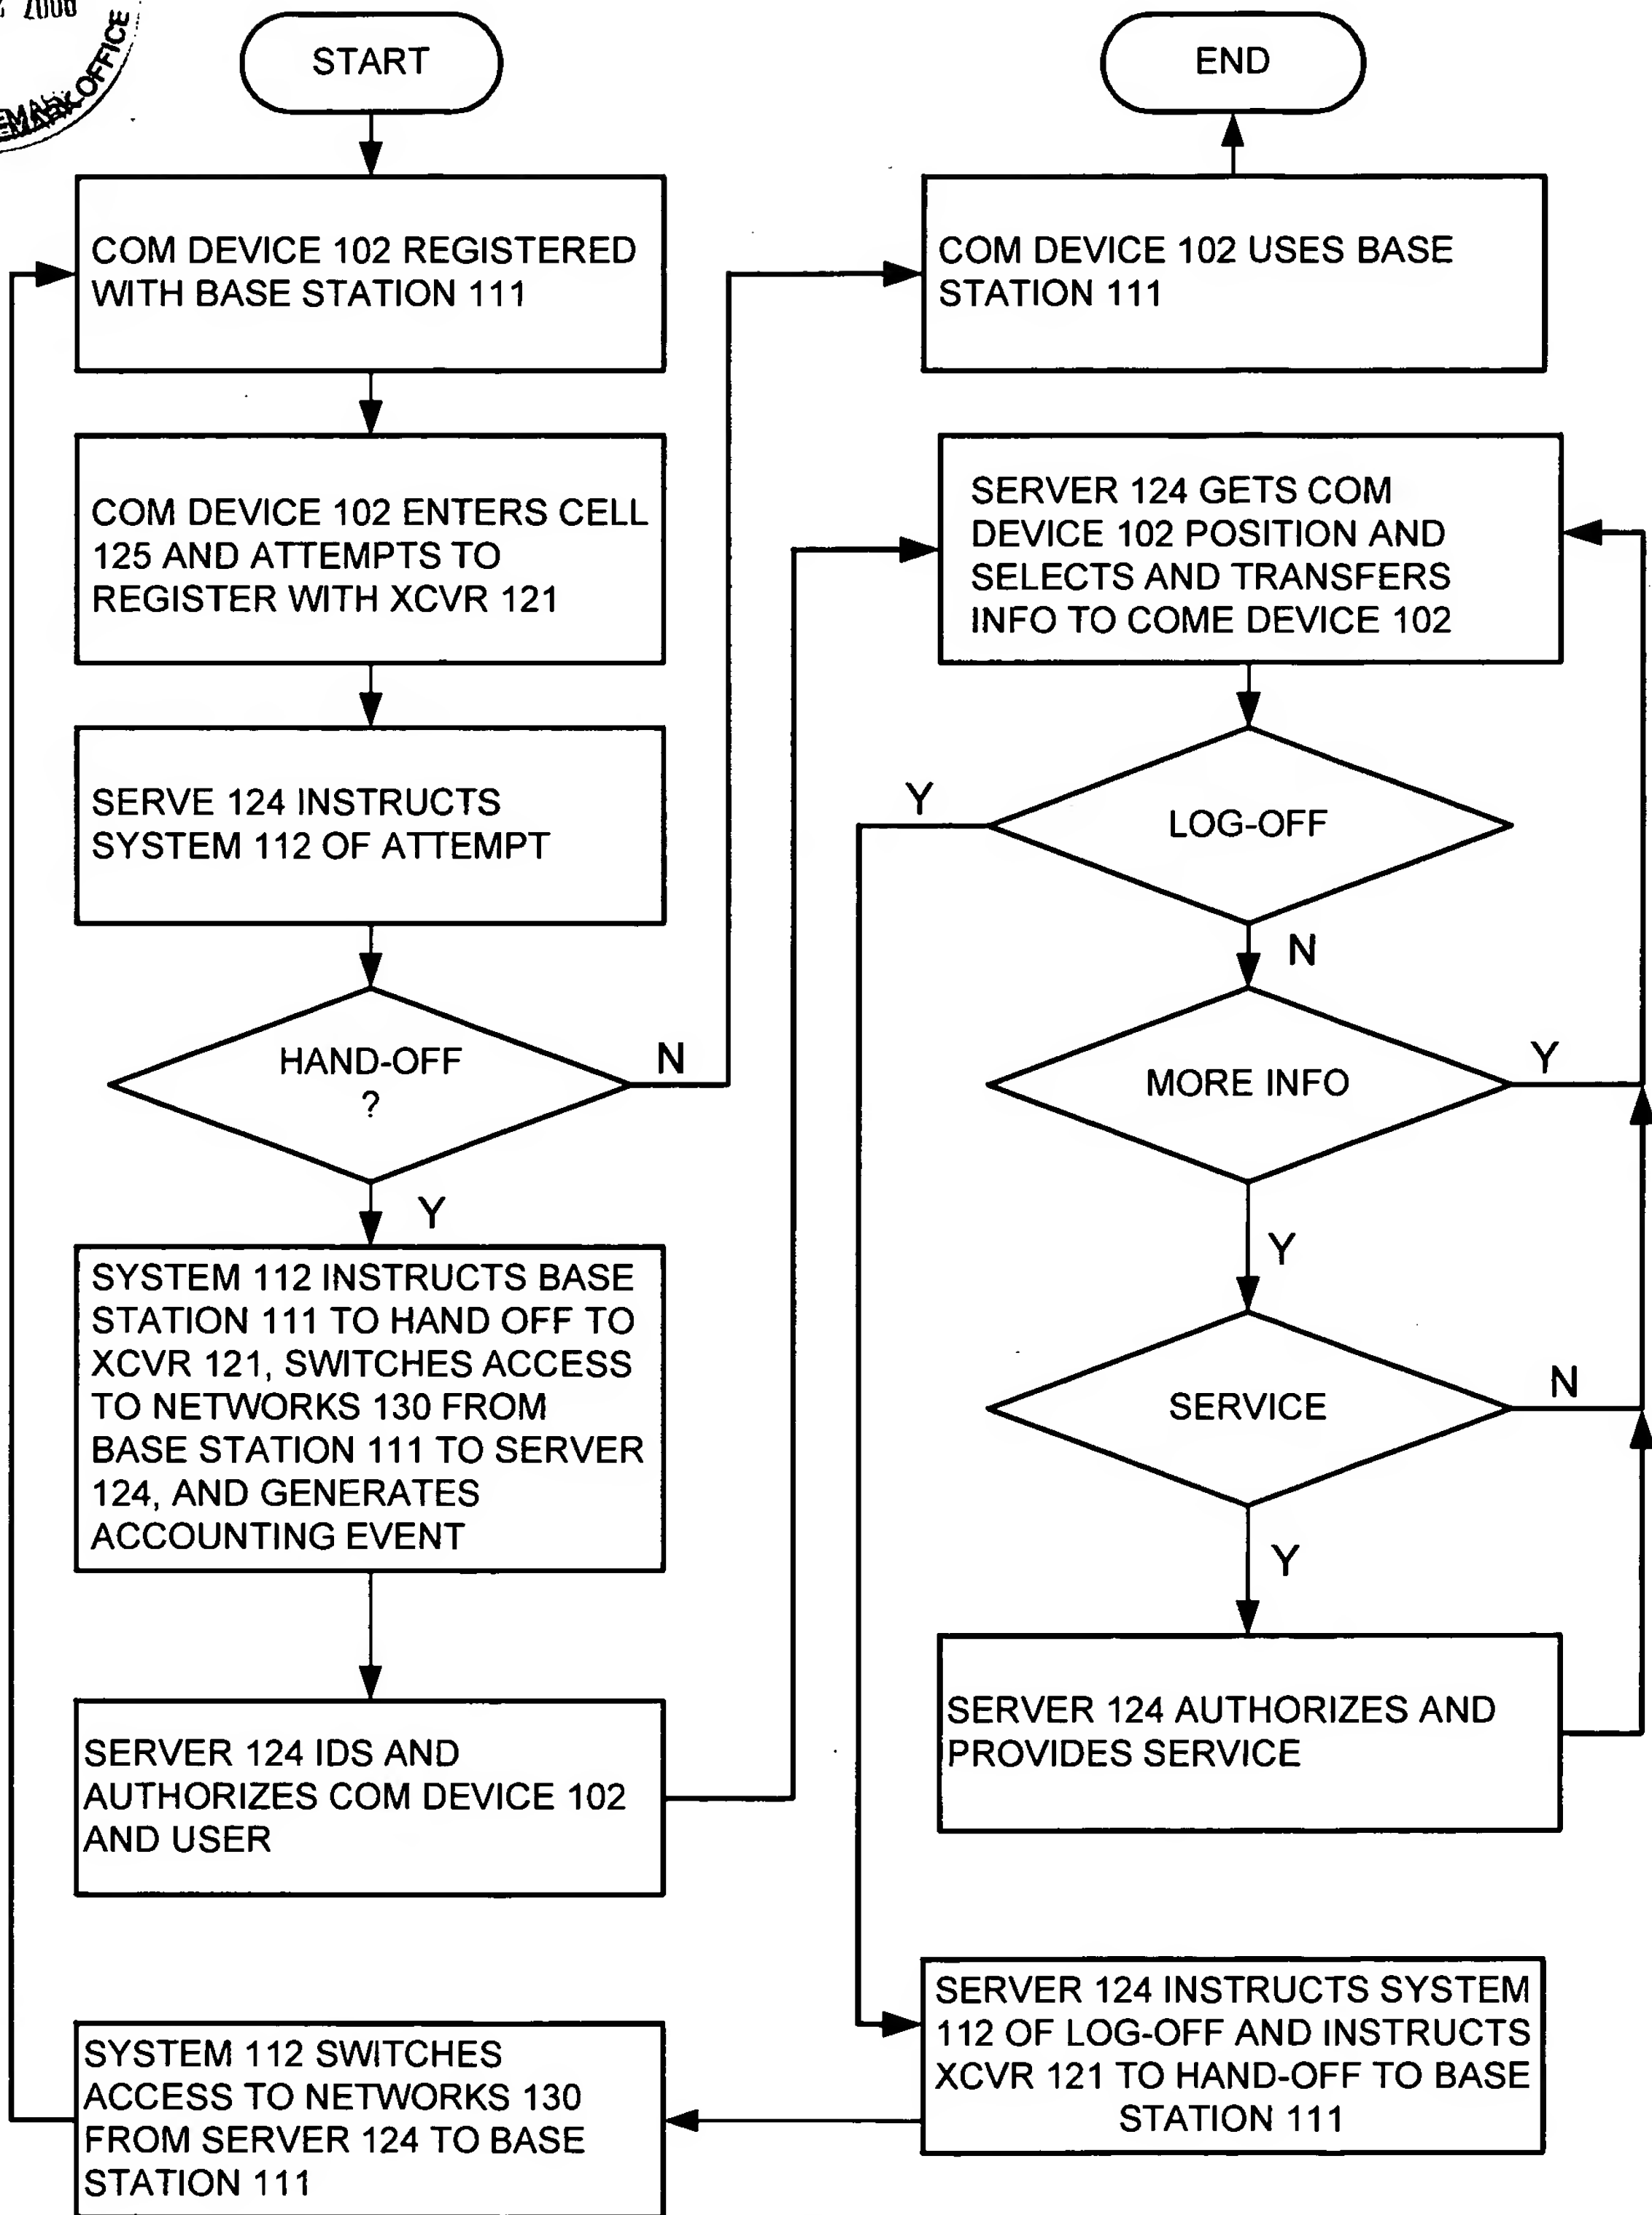 2006
OFFICE
START
COM DEVICE 102 REGISTERED
WITH BASE STATION 111
COM DEVICE 102 ENTERS CELL
125 AND ATTEMPTS TO
REGISTER WITH XCVR 121
SERVE 124 INSTRUCTS
SYSTEM 112 OF ATTEMPT
HAND-OFF
?
N
Y
SYSTEM 112 INSTRUCTS BASE
STATION 111 TO HAND OFF TO
XCVR 121, SWITCHES ACCESS
TO NETWORKS 130 FROM
BASE STATION 111 TO SERVER
124, AND GENERATES
ACCOUNTING EVENT
SERVER 124 IDS AND
AUTHORIZES COM DEVICE 102
AND USER
SYSTEM 112 SWITCHES
ACCESS TO NETWORKS 130
FROM SERVER 124 TO BASE
STATION 111
END
COM DEVICE 102 USES BASE
STATION 111
SERVER 124 GETS COM
DEVICE 102 POSITION AND
SELECTS AND TRANSFERS
INFO TO COME DEVICE 102
Y
LOG-OFF
N
MORE INFO
Y
Y
SERVICE
N
Y
SERVER 124 AUTHORIZES AND
PROVIDES SERVICE
SERVER 124 INSTRUCTS SYSTEM
112 OF LOG-OFF AND INSTRUCTS
XCVR 121 TO HAND-OFF TO BASE
STATION 111